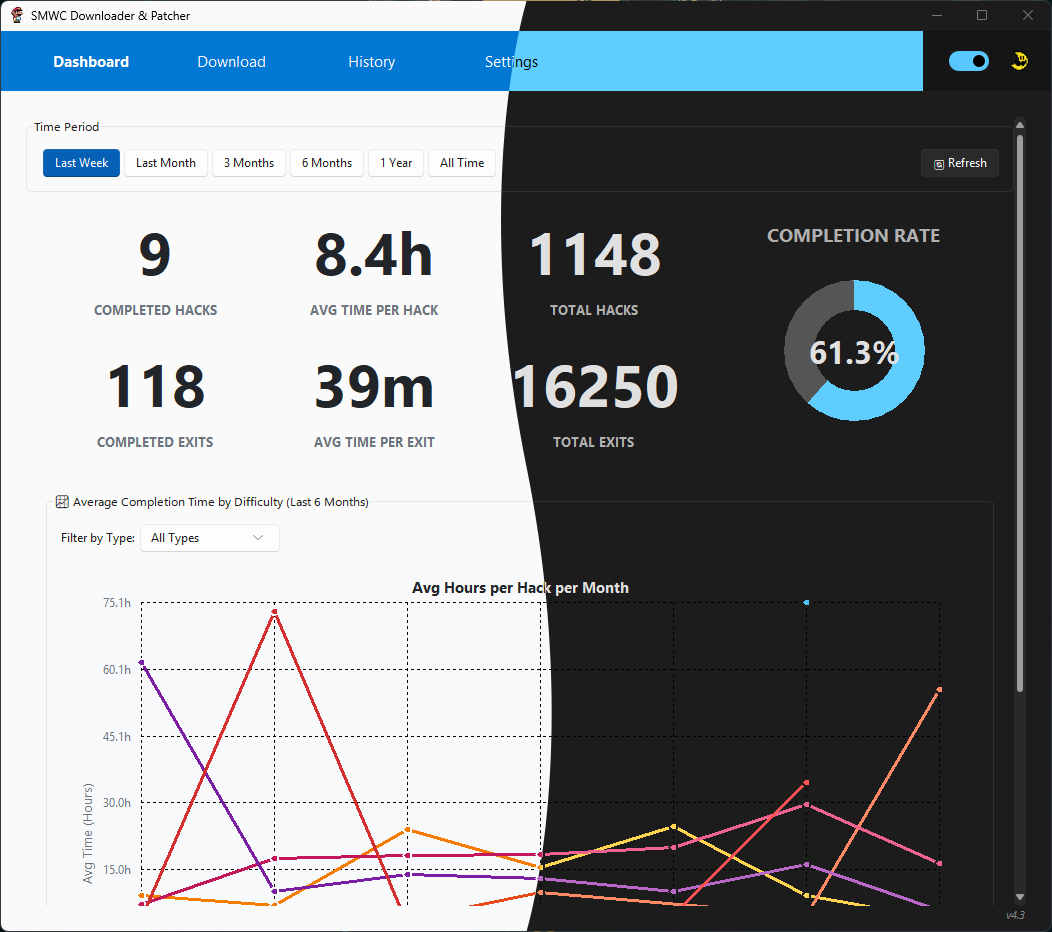 SMWC Downloader & Patcher
Dashboard Download History Settings
Time Period
Last Week Last Month 3 Months 6 Months 1 Year All Time Refresh
9 8.4h 1148 COMPLETION RATE
COMPLETED HACKS AVG TIME PER HACK TOTAL HACKS
61.3%
118 39m 16250
COMPLETED EXITS AVG TIME PER EXIT TOTAL EXITS
Average Completion Time by Difficulty (Last 6 Months)
Filter by Type: All Types
Avg Hours per Hack per Month
75.1h
60.1h
45.1h
30.0h
15.0h
Avg Time (Hours)
v4.3